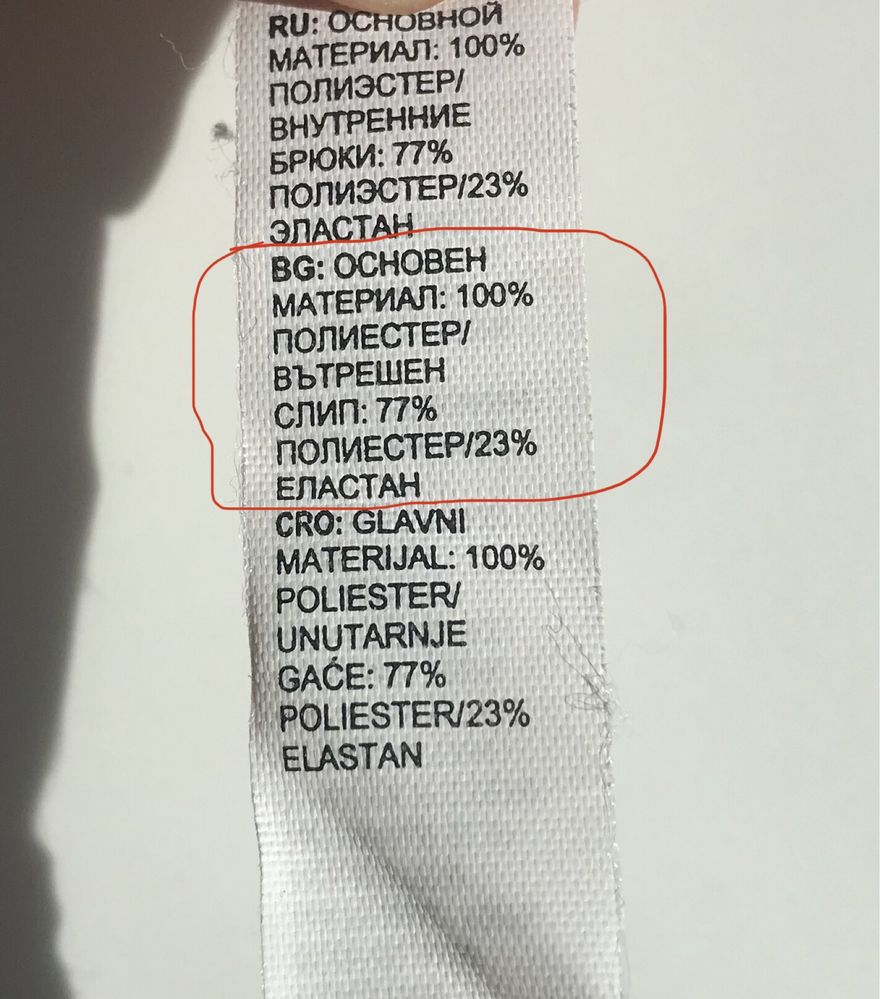 RU: ОСНОВНОЙ
МАТЕРИАЛ: 100%
ПОЛИЭСТЕР/
ВНУТРЕННИЕ
БРЮКИ: 77%
ПОЛИЭСТЕР/23%
ЭЛАСТАН
BG: ОСНОВЕН
МАТЕРИАЛ: 100%
ПОЛИЕСТЕР/
ВЪТРЕШЕН
СЛИП: 77%
ПОЛИЕСТЕР/23%
ЕЛАСТАН
CRO: GLAVNI
MATERIJAL: 100%
POLIESTER/
UNUTARNJE
GAĆE: 77%
POLIESTER/23%
ELASTAN